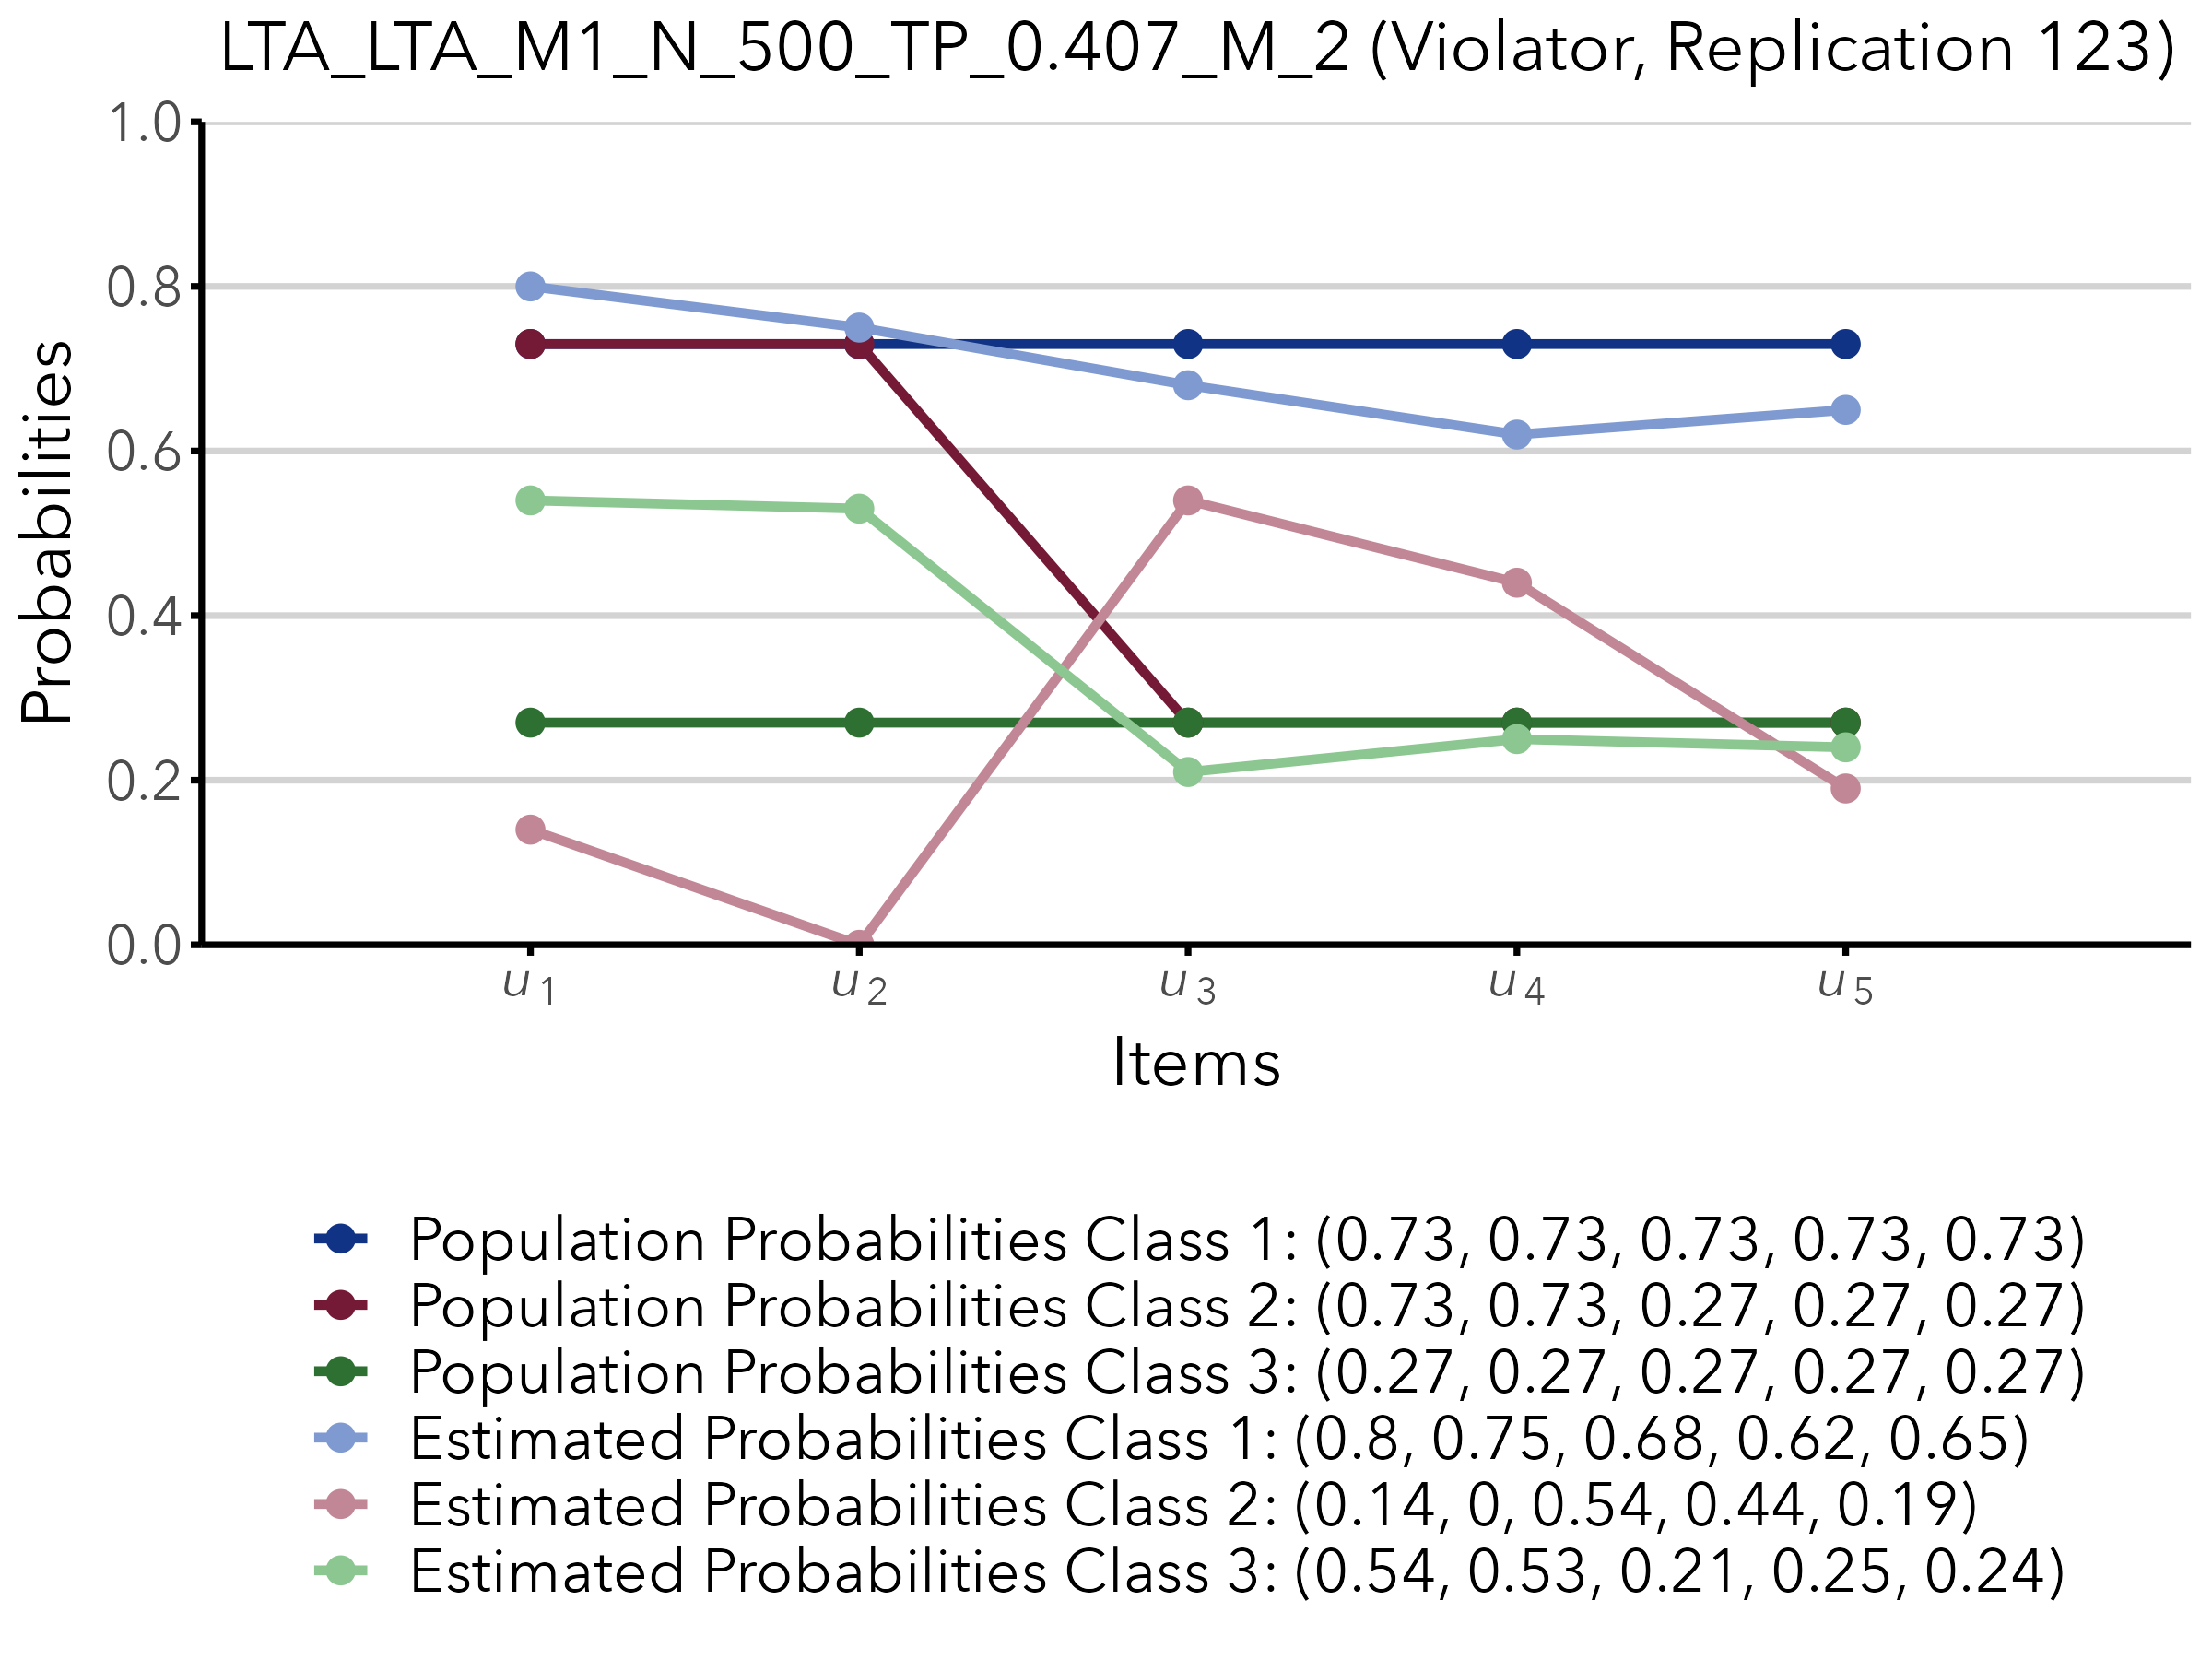 LTA_LTA_M1_N_500_TP_0.407_M_2 (Violator, Replication 123)
1.0
0.8
0.6
0.4
0.2
0.0
Probabilities
u1 u2 u3 u4 u5
Items
Population Probabilities Class 1: (0.73, 0.73, 0.73, 0.73, 0.73)
Population Probabilities Class 2: (0.73, 0.73, 0.27, 0.27, 0.27)
Population Probabilities Class 3: (0.27, 0.27, 0.27, 0.27, 0.27)
Estimated Probabilities Class 1: (0.8, 0.75, 0.68, 0.62, 0.65)
Estimated Probabilities Class 2: (0.14, 0, 0.54, 0.44, 0.19)
Estimated Probabilities Class 3: (0.54, 0.53, 0.21, 0.25, 0.24)